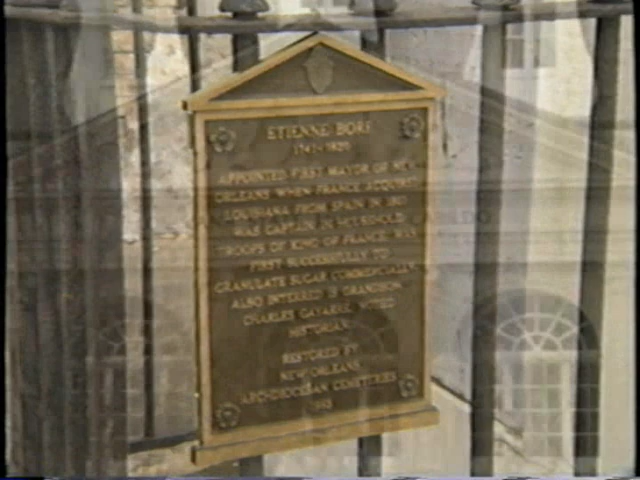 ETIENNE BORE
1741-1820
APPOINTED FIRST MAYOR OF NEW
ORLEANS WHEN FRANCE ACQUIRED
LOUISIANA FROM SPAIN IN 1803
WAS CAPTAIN IN HOUSEHOLD
TROOPS OF KING OF FRANCE. WAS
FIRST SUCCESSFULLY TO
GRANULATE SUGAR COMMERCIALLY.
ALSO INTERRED IS GRANDSON
CHARLES GAYARRE, NOTED
HISTORIAN.
RESTORED BY
NEW ORLEANS
ARCHDIOCESAN CEMETERIES